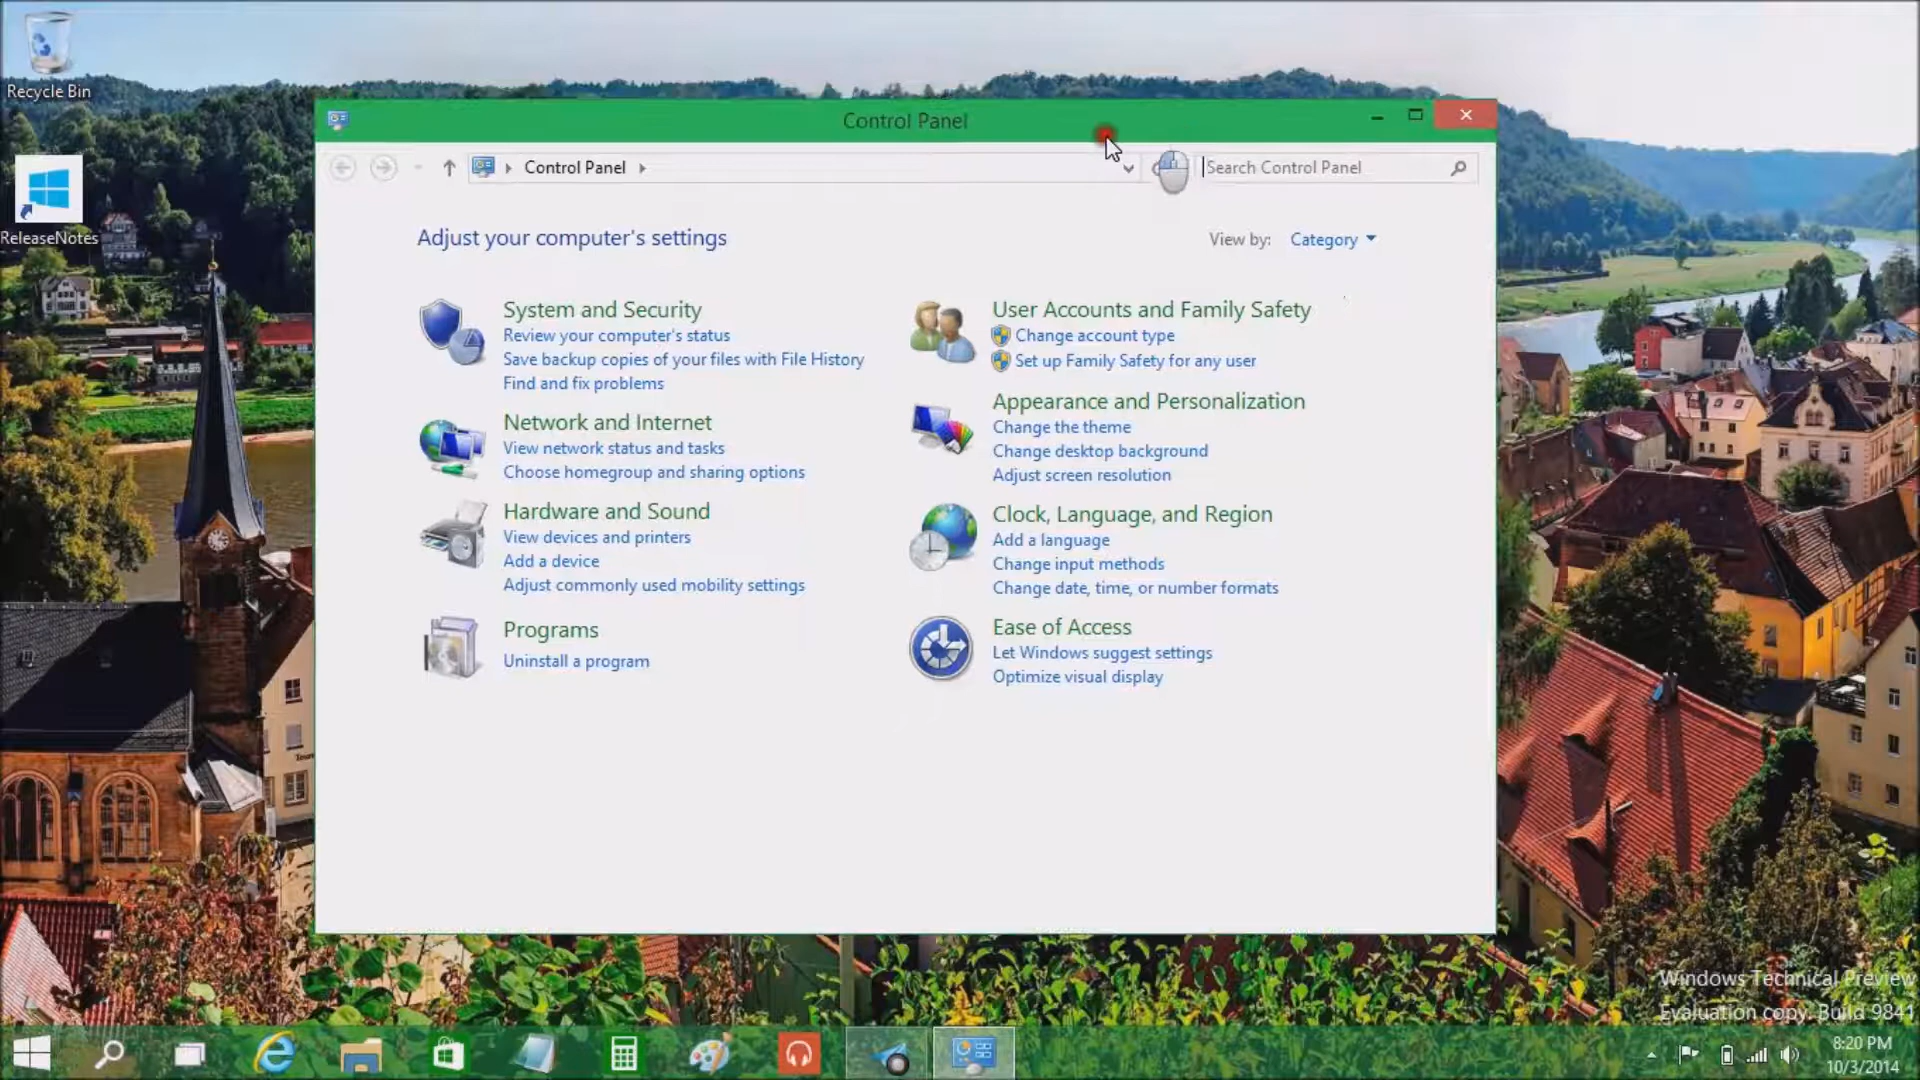 Recycle Bin
ReleaseNotes
Control Panel
Control Panel
Search Control Panel
Adjust your computer's settings
View by: Category
System and Security
Review your computer's status
Save backup copies of your files with File History
Find and fix problems
Network and Internet
View network status and tasks
Choose homegroup and sharing options
Hardware and Sound
View devices and printers
Add a device
Adjust commonly used mobility settings
Programs
Uninstall a program
User Accounts and Family Safety
Change account type
Set up Family Safety for any user
Appearance and Personalization
Change the theme
Change desktop background
Adjust screen resolution
Clock, Language, and Region
Add a language
Change input methods
Change date, time, or number formats
Ease of Access
Let Windows suggest settings
Optimize visual display
Windows Technical Preview
Evaluation copy. Build 9841
8:20 PM
10/3/2014